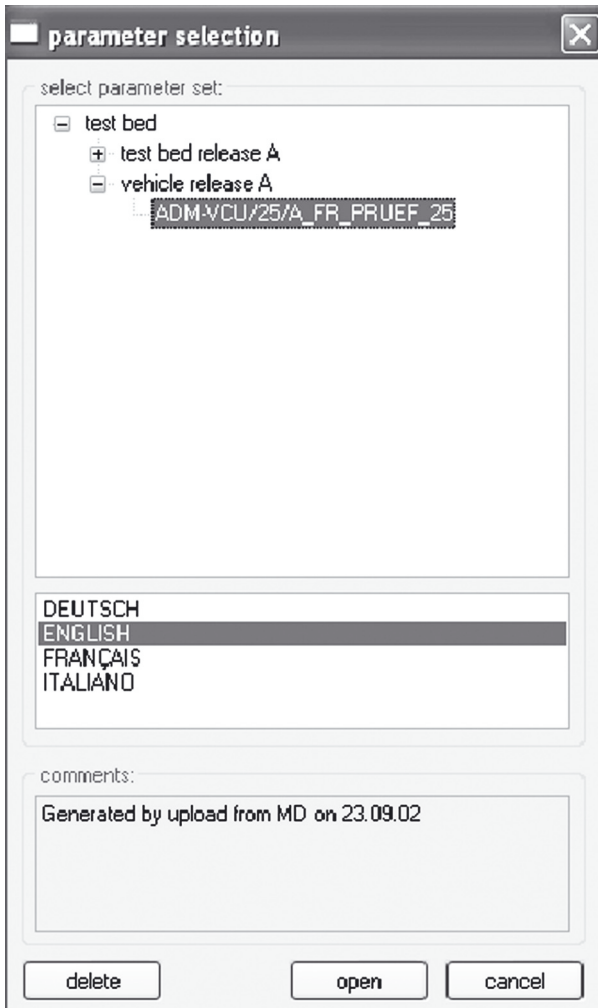 parameter selection
select parameter set:
test bed
test bed release A
vehicle release A
ADM-VCU/25/A_FR_PRUEF_25
DEUTSCH
ENGLISH
FRANÇAIS
ITALIANO
comments:
Generated by upload from MD on 23.09.02
delete open cancel